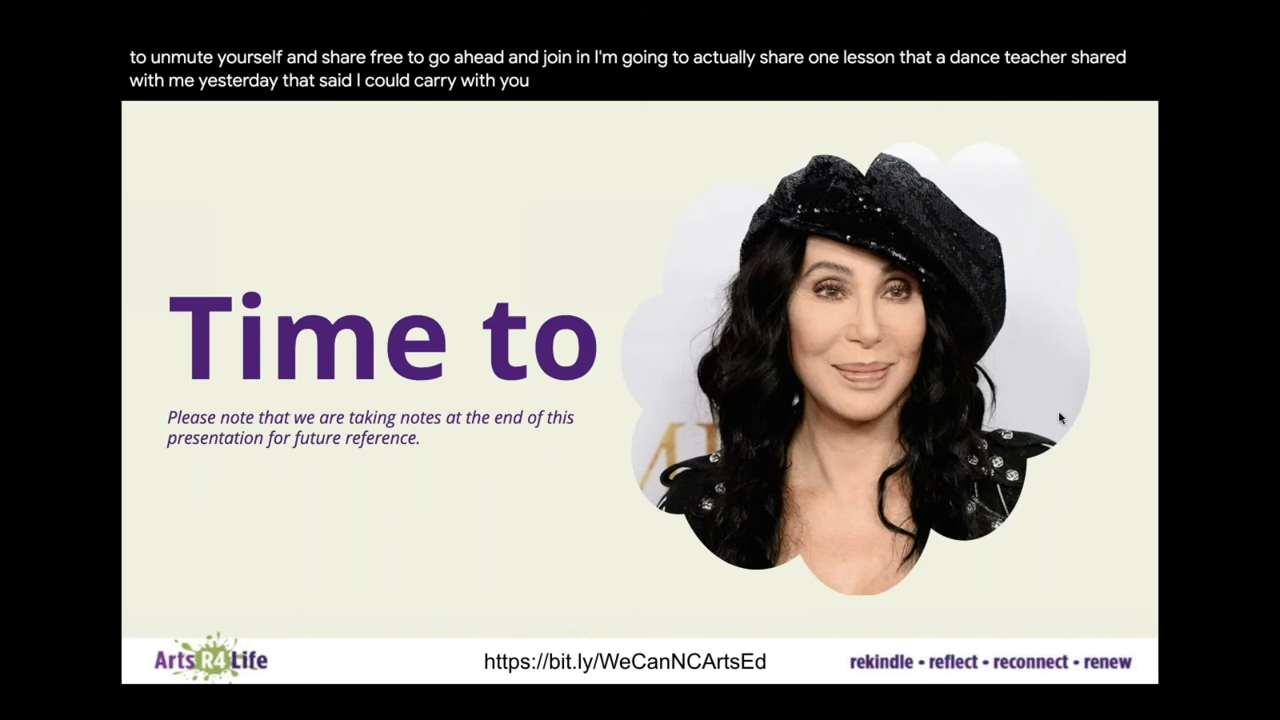 to unmute yourself and share free to go ahead and join in I'm going to actually share one lesson that a dance teacher shared
with me yesterday that said I could carry with you
Time to
Please note that we are taking notes at the end of this
presentation for future reference.
Arts R4 Life
https://bit.ly/WeCanNCArtsEd
rekindle • reflect • reconnect • renew